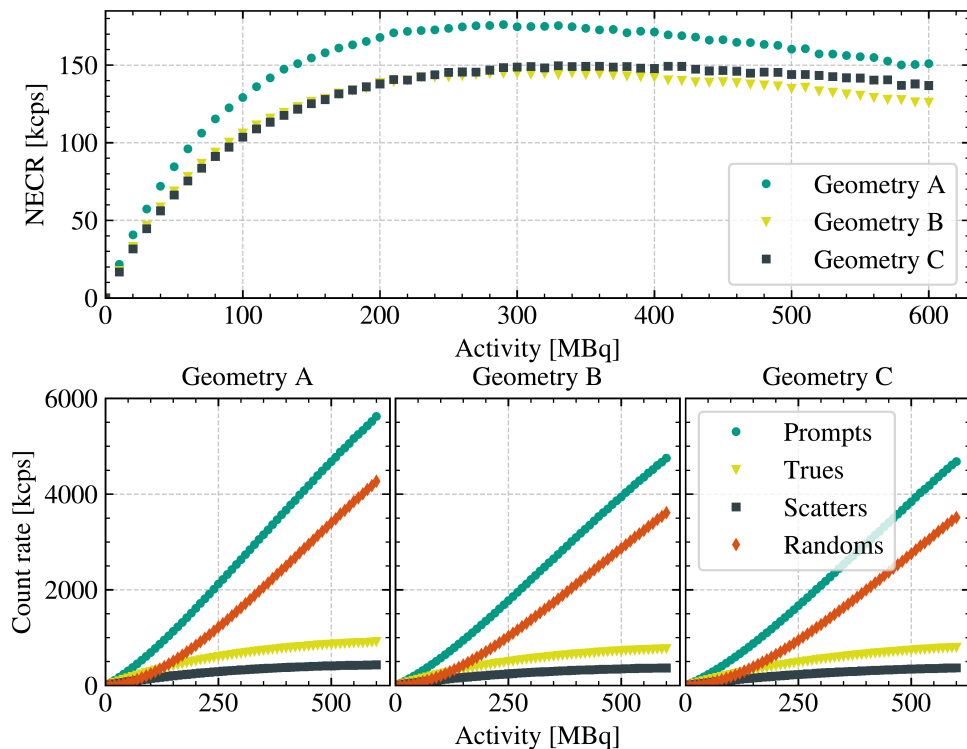 NECR [kcps]
150
100
50
0
0 100 200 300 400 500 600
Activity [MBq]
Geometry A
Geometry B
Geometry C
Geometry A Geometry B Geometry C
Count rate [kcps]
6000
4000
2000
0
Prompts
Trues
Scatters
Randoms
0 250 500 0 250 500 0 250 500
Activity [MBq]